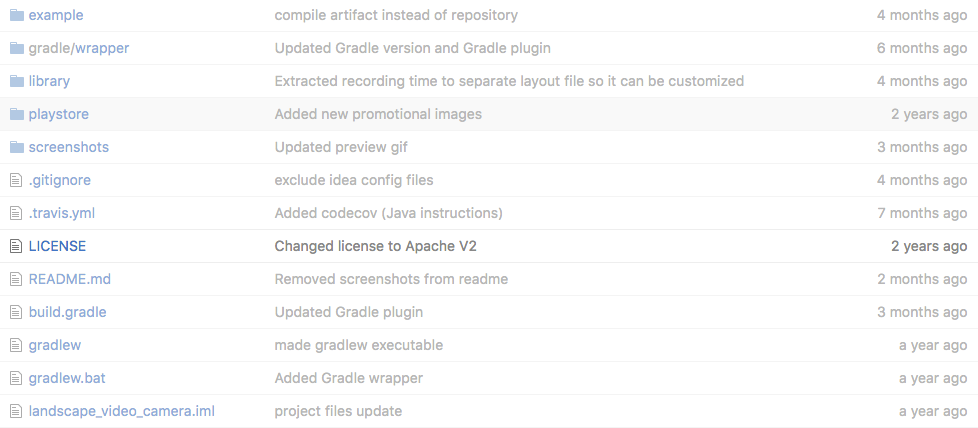 example compile artifact instead of repository 4 months ago
gradle/wrapper Updated Gradle version and Gradle plugin 6 months ago
library Extracted recording time to separate layout file so it can be customized 4 months ago
playstore Added new promotional images 2 years ago
screenshots Updated preview gif 3 months ago
.gitignore exclude idea config files 4 months ago
.travis.yml Added codecov (Java instructions) 7 months ago
LICENSE Changed license to Apache V2 2 years ago
README.md Removed screenshots from readme 2 months ago
build.gradle Updated Gradle plugin 3 months ago
gradlew made gradlew executable a year ago
gradlew.bat Added Gradle wrapper a year ago
landscape_video_camera.iml project files update a year ago